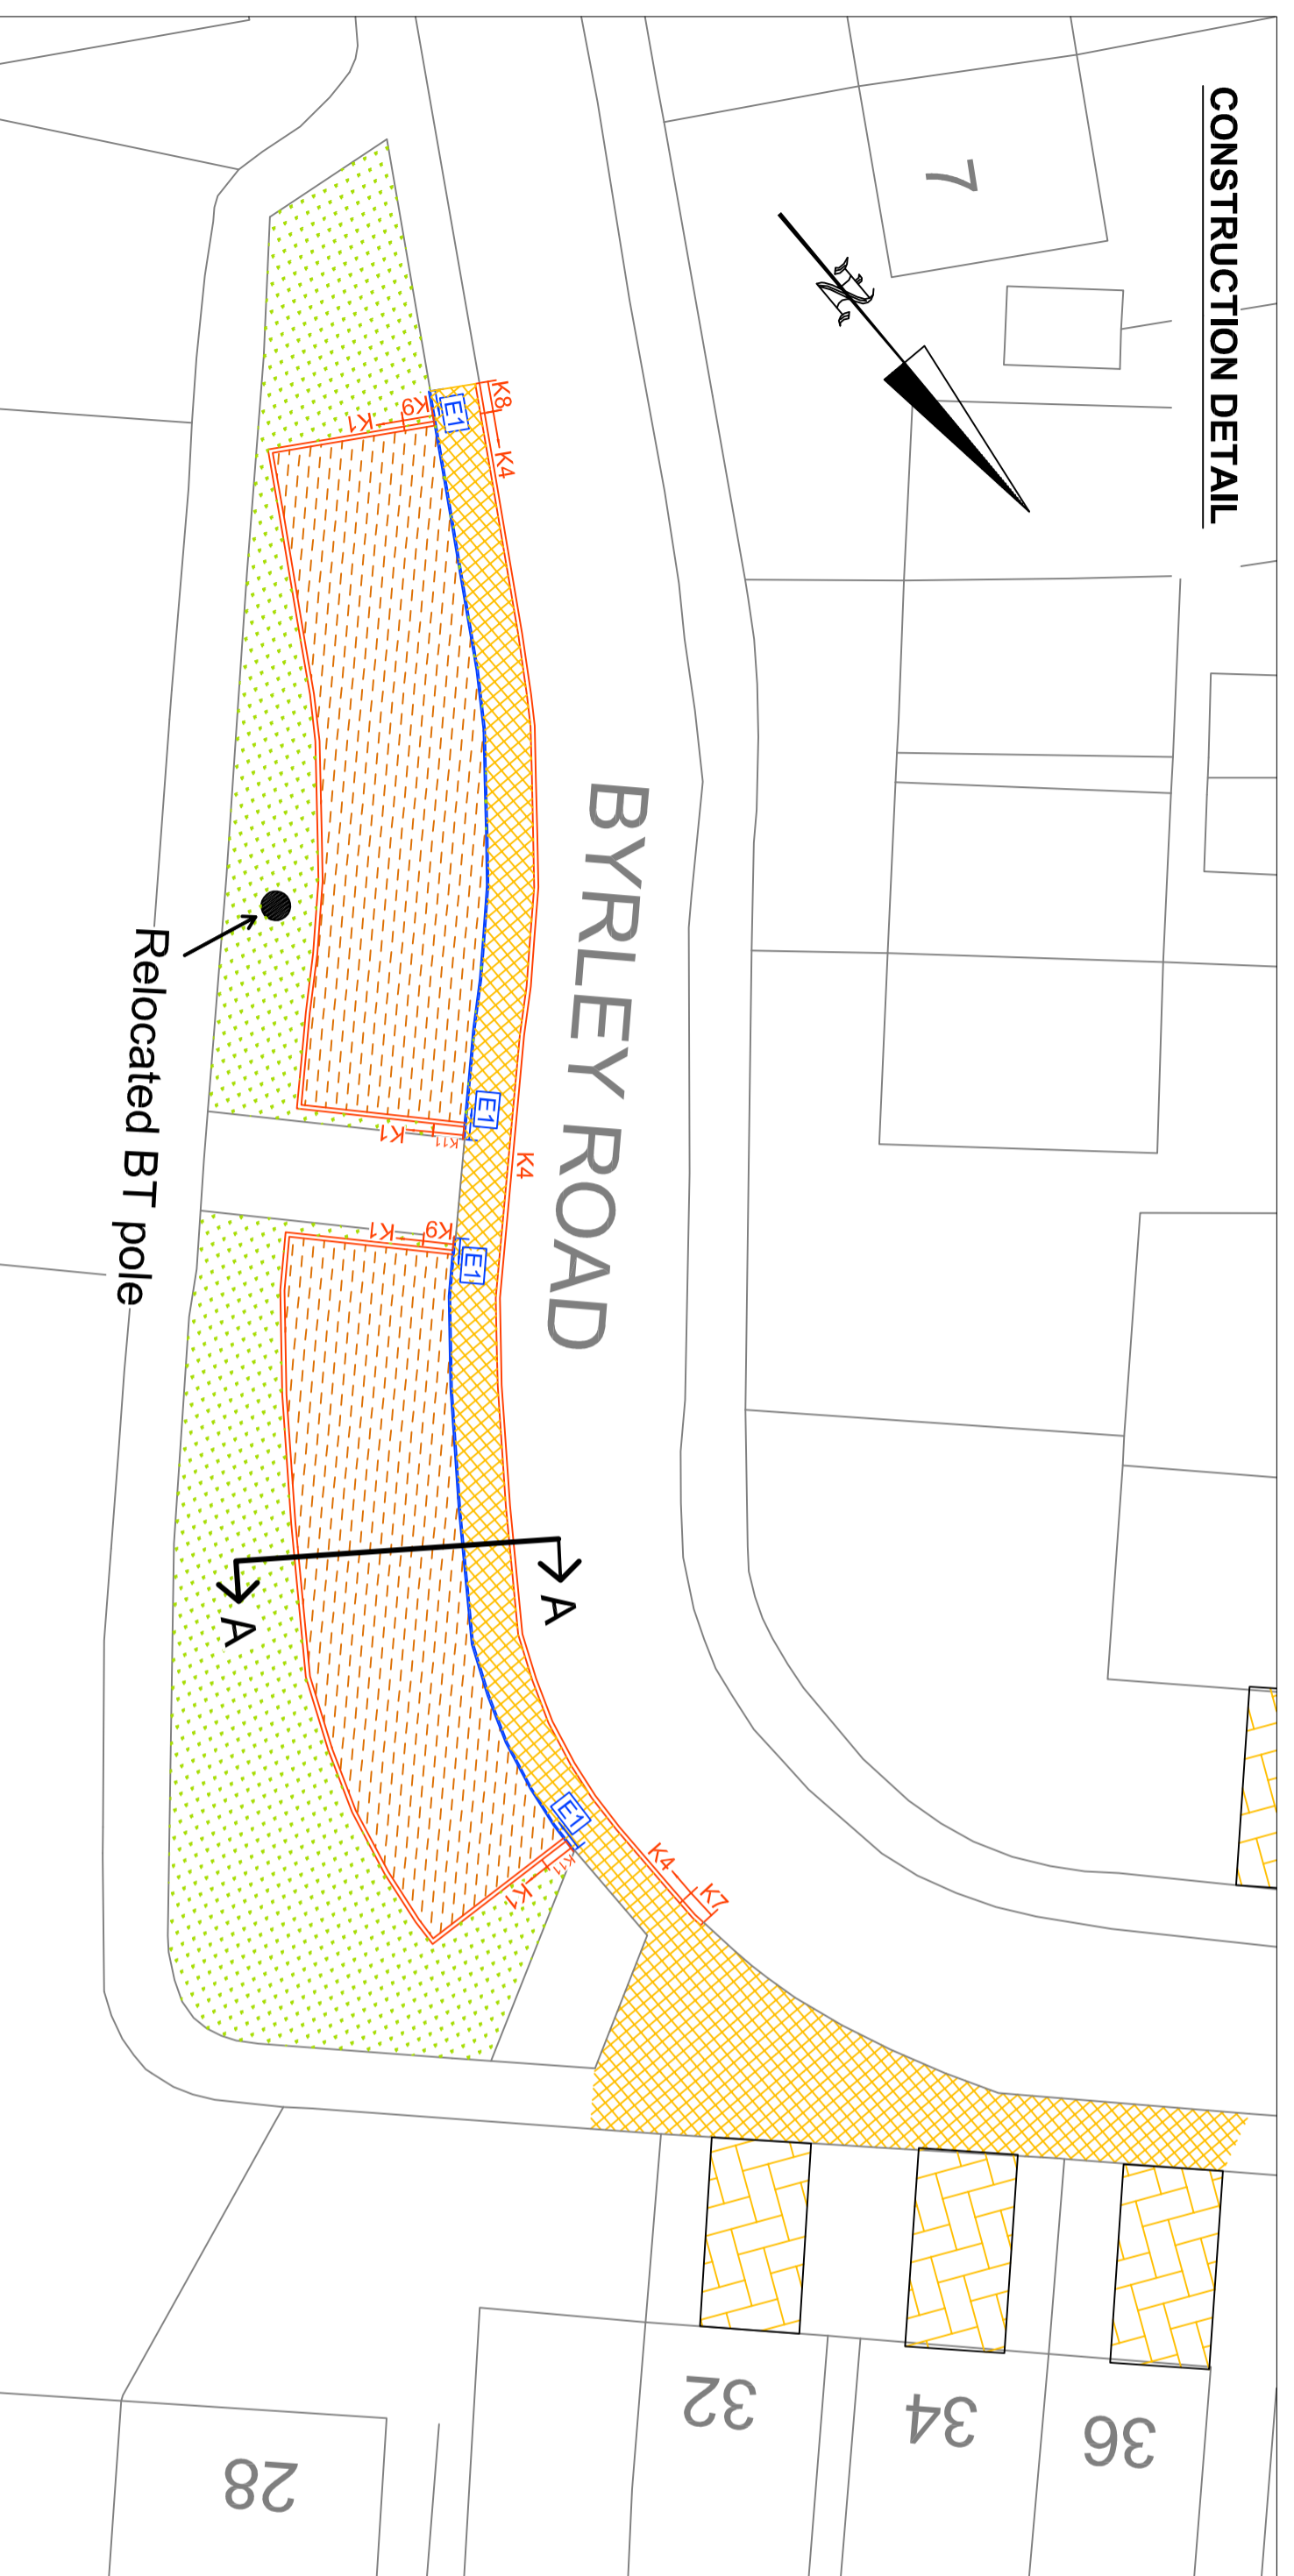 CONSTRUCTION DETAIL
7
N
K8
K4
E1
K9
K1
BYRLEY ROAD
Relocated BT pole
E1
K1
K11
K4
K1
K9
E1
A
A
E1
K4
K7
K11
K1
32
34
36
28